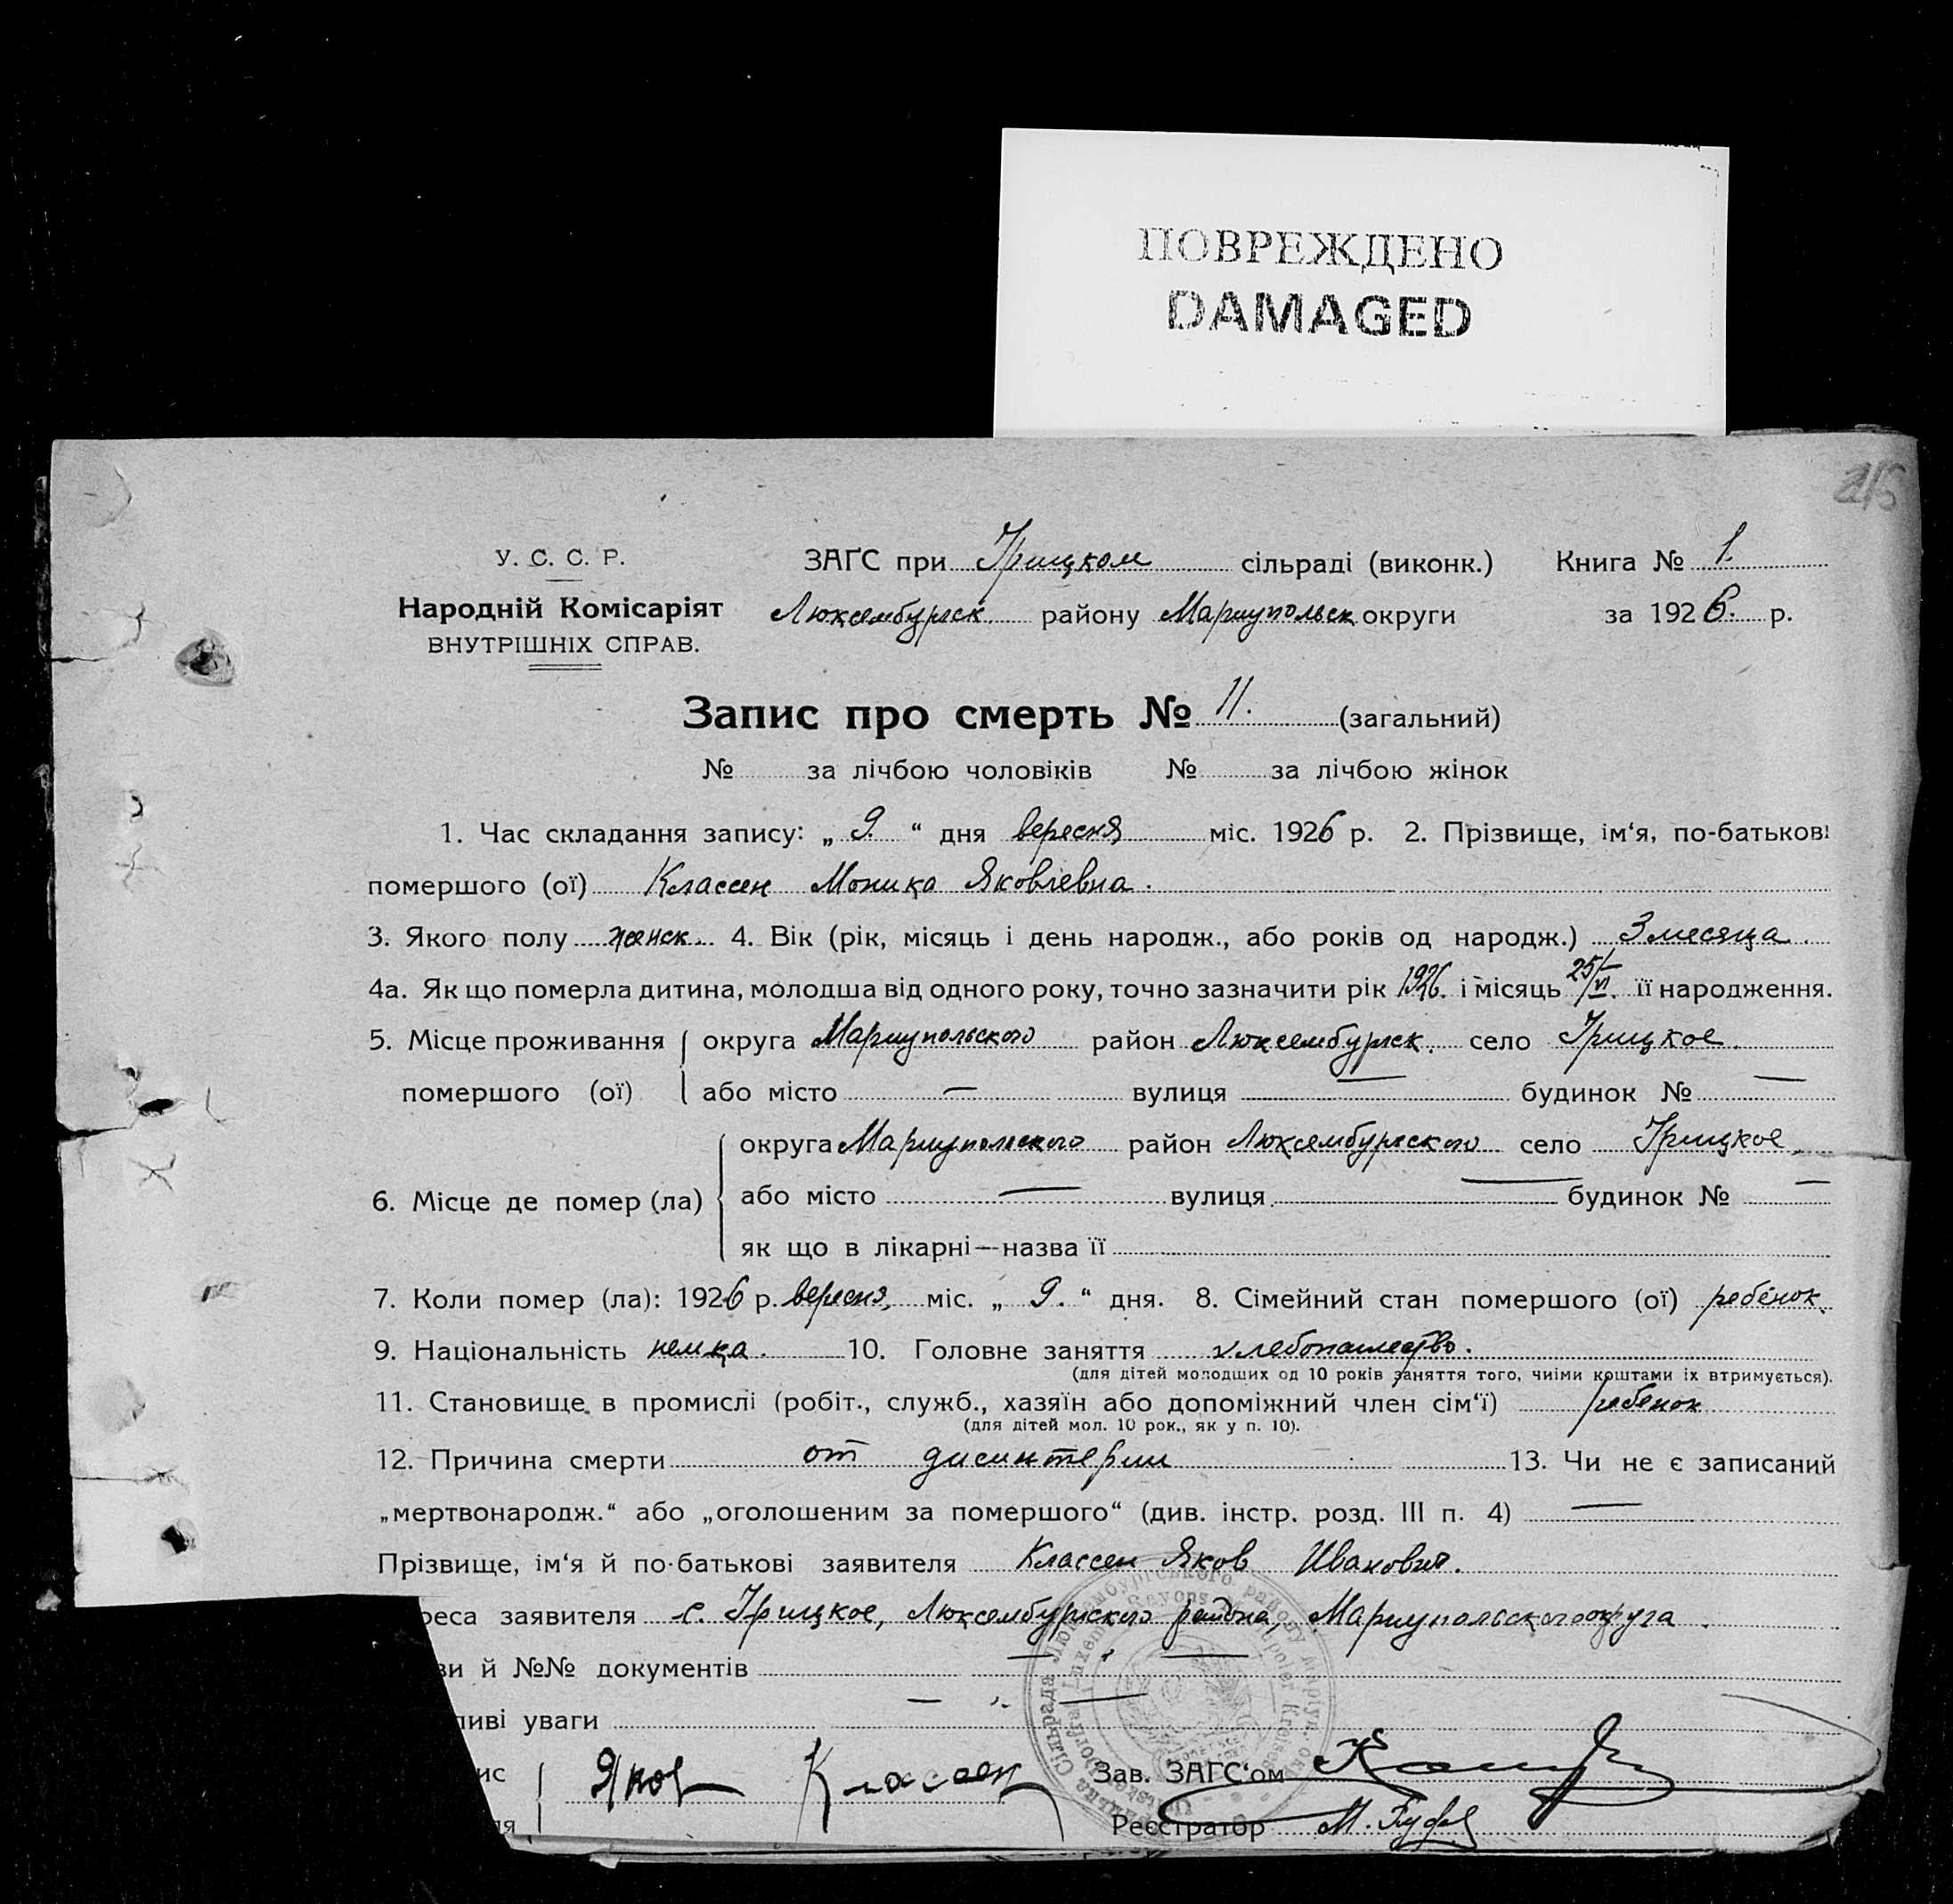 ПОВРЕЖДЕНО
DAMAGED
У. С. С. Р.
Народній Комісаріят
ВНУТРІШНІХ СПРАВ.
ЗАҐС при Грицком сільраді (виконк.) Книга № 1.
Люксембургск. району Мариупольск. округи за 1926. р.
Запис про смерть № 11. (загальний)
№ за лічбою чоловіків № за лічбою жінок
1. Час складання запису: „ 9. “ дня вересня міс. 1926 р. 2. Прізвище, ім‘я, по-батькові
помершого (ої) Классен Моника Яковлевна.
3. Якого полу женск. 4. Вік (рік, місяць і день народж., або років од народж.) 3 месяца.
4а. Як що померла дитина, молодша від одного року, точно зазначити рік 1926. і місяць 25/VI. її народження.
5. Місце проживання округа Мариупольского район Люксембургск. село Грицкое.
помершого (ої) або місто — вулиця — будинок № —
округа Мариупольского район Люксембургского село Грицкое.
6. Місце де помер (ла) або місто — вулиця — будинок № —
як що в лікарні—назва її
7. Коли помер (ла): 1926 р. вересня, міс. „ 9. “ дня. 8. Сімейний стан помершого (ої) ребёнок.
9. Національність немка. 10. Головне заняття хлебопашество.
(для дітей молодших од 10 років заняття того, чиіми коштами іх втримується).
11. Становище в промислі (робіт., служб., хазяїн або допоміжний член сім‘ї) ребенок
(для дітей мол. 10 рок., як у п. 10).
12. Причина смерти от дисинтерии 13. Чи не є записаний
„мертвонародж.“ або „оголошеним за помершого“ (див. інстр. розд. III п. 4) —
Прізвище, ім‘я й по-батькові заявителя Классен Яков Иванович.
реса заявителя с. Грицкое, Люксембургского района, Мариупольского округа.
ви й №№ документів — " —
ливі уваги — " —
ис Яков Классен Зав. ЗАҐС‘ом
ля Реєстратор М.